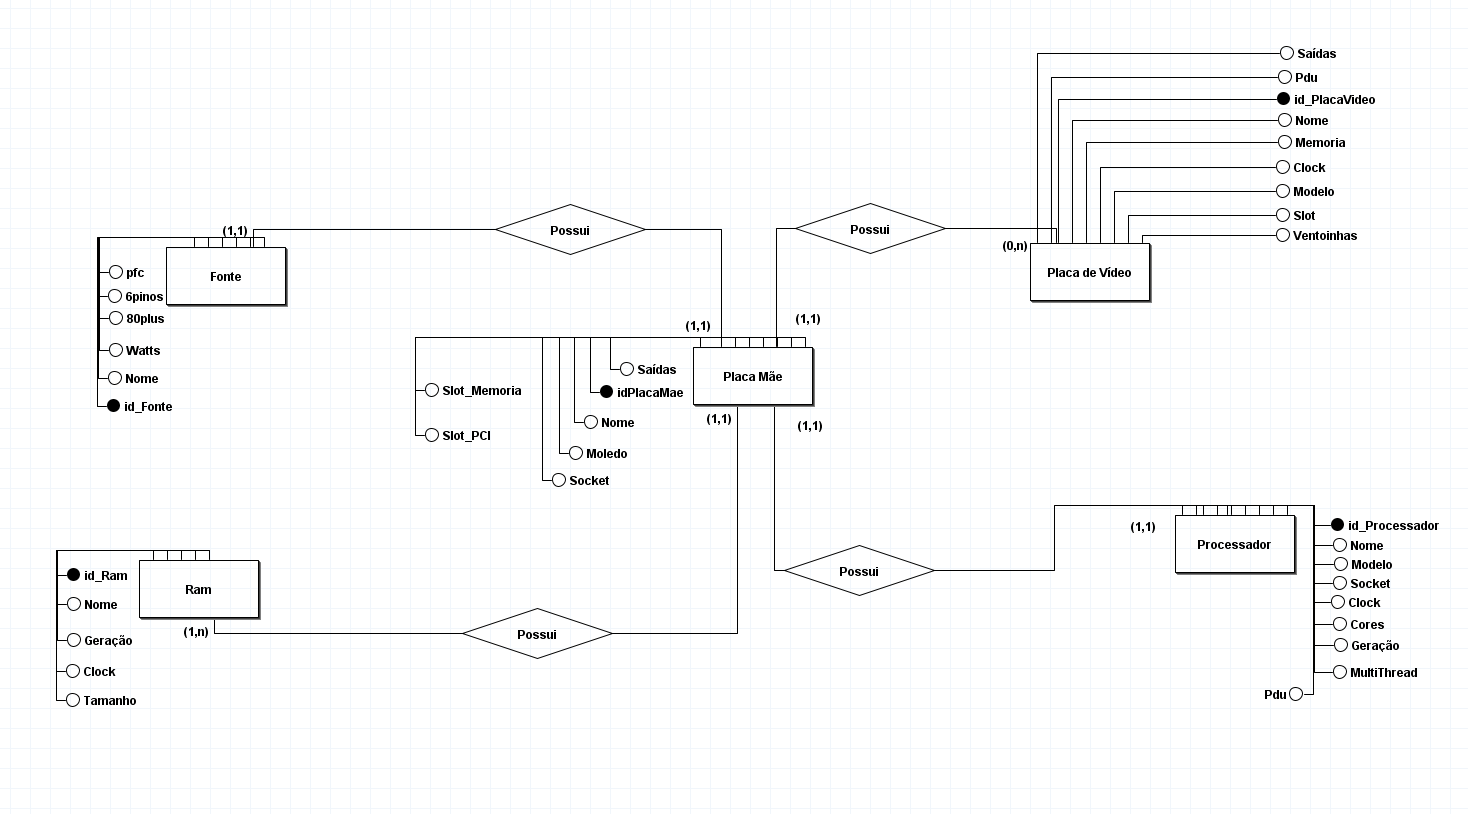 Saídas
Pdu
id_PlacaVideo
Nome
Memoria
Clock
Modelo
Slot
Ventoinhas
(1,1)
Possui
Possui
(0,n)
Fonte
Placa de Vídeo
pfc
6pinos
80plus
Watts
Nome
id_Fonte
(1,1)
(1,1)
Placa Mãe
Saídas
idPlacaMae
Slot_Memoria
Nome
Slot_PCI
Moledo
Socket
(1,1)
(1,1)
(1,1)
Processador
id_Processador
Nome
Modelo
Socket
Clock
Cores
Geração
MultiThread
Pdu
Possui
id_Ram
Nome
Geração
Clock
Tamanho
Ram
(1,n)
Possui